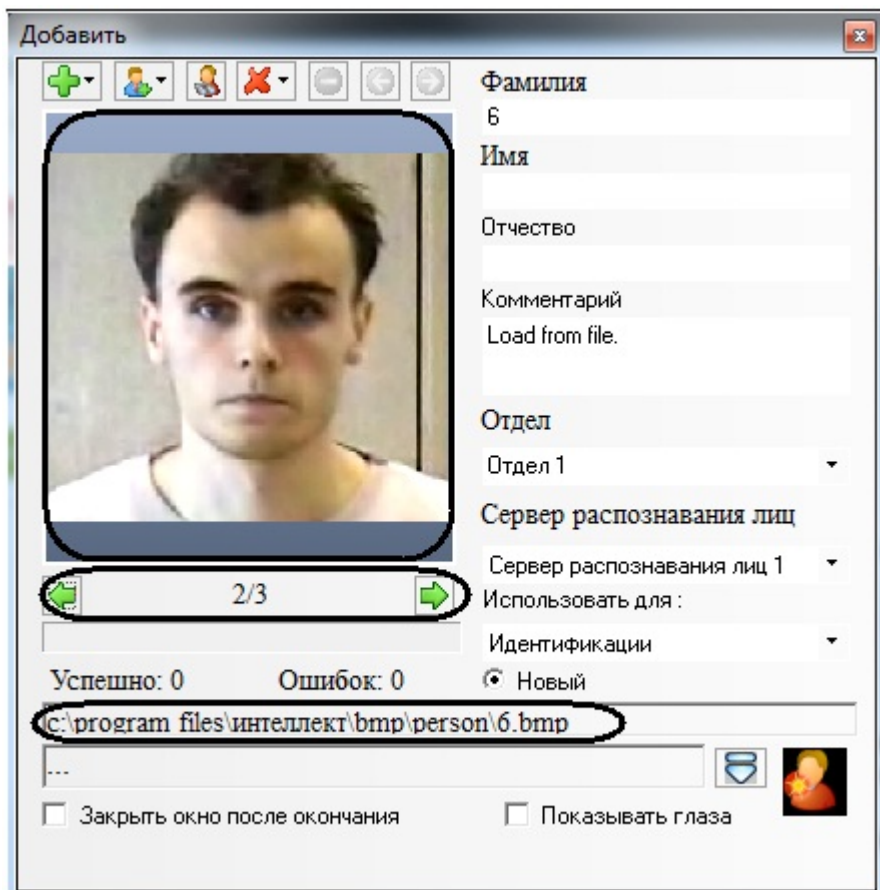 Добавить
Фамилия
6
Имя
Отчество
Комментарий
Load from file.
Отдел
Отдел 1
Сервер распознавания лиц
Сервер распознавания лиц 1
2/3
Использовать для :
Идентификации
Успешно: 0 Ошибок: 0
Новый
c:\program files\интеллект\bmp\person\6.bmp
...
Закрыть окно после окончания
Показывать глаза